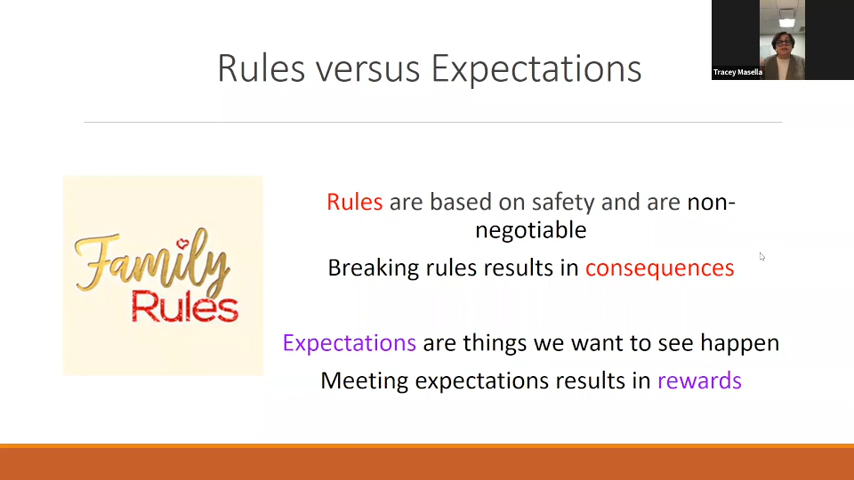 Rules versus Expectations
Tracey Masella
Family
Rules
Rules are based on safety and are non-
negotiable
Breaking rules results in consequences
Expectations are things we want to see happen
Meeting expectations results in rewards